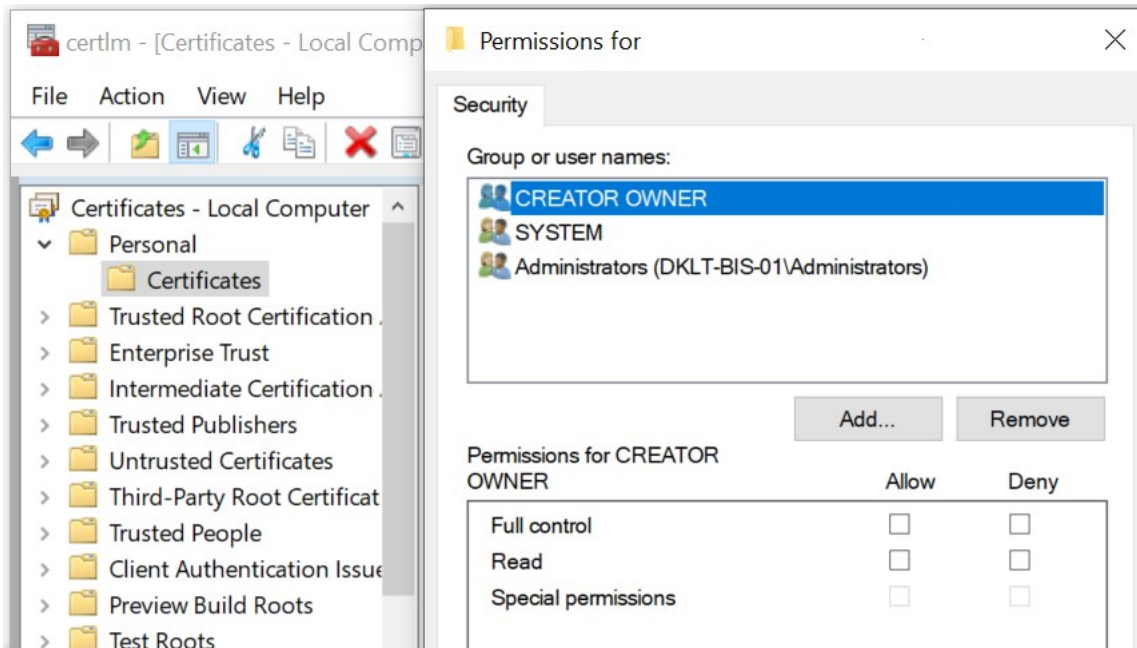 certlm - [Certificates - Local Comp
File Action View Help
Certificates - Local Computer
Personal
Certificates
Trusted Root Certification
Enterprise Trust
Intermediate Certification
Trusted Publishers
Untrusted Certificates
Third-Party Root Certificat
Trusted People
Client Authentication Issue
Preview Build Roots
Test Roots
Permissions for
Security
Group or user names:
CREATOR OWNER
SYSTEM
Administrators (DKLT-BIS-01\Administrators)
Add... Remove
Permissions for CREATOR
OWNER Allow Deny
Full control
Read
Special permissions